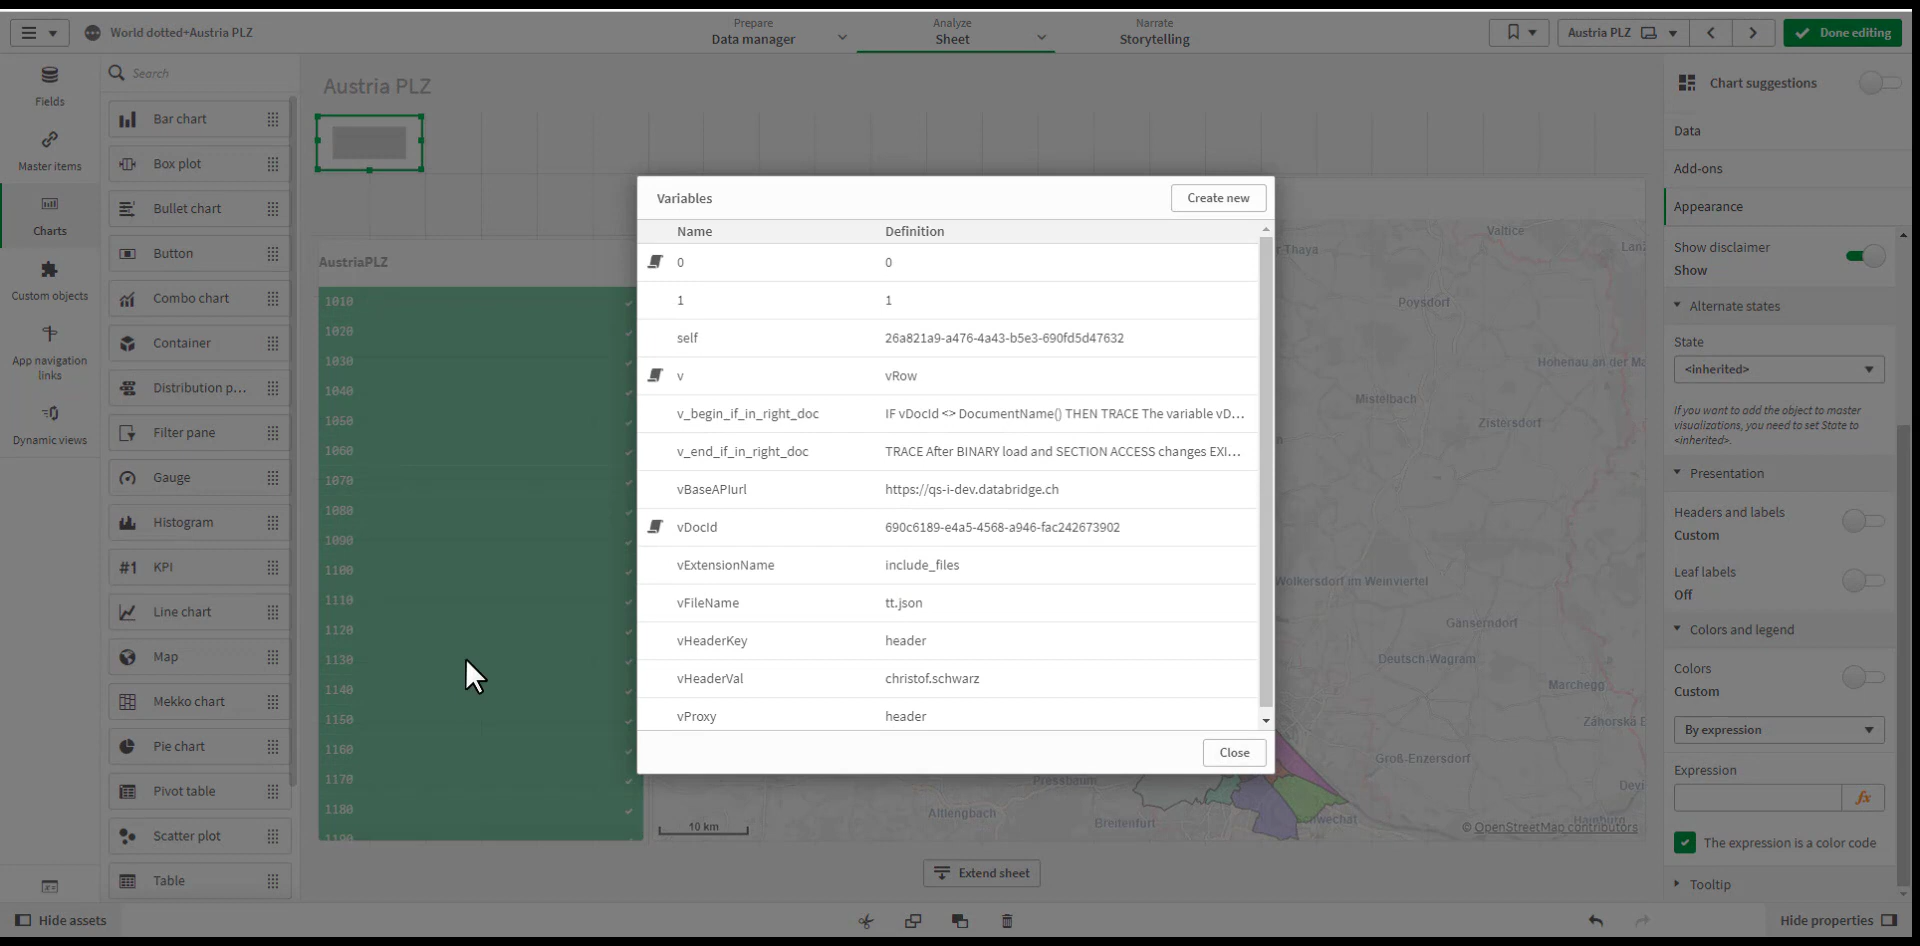 World dotted+Austria PLZ
Prepare
Data manager
Analyze
Sheet
Narrate
Storytelling
Austria PLZ
Done editing
Fields
Master items
Charts
Custom objects
App navigation
links
Dynamic views
Hide assets
Search
Bar chart
Box plot
Bullet chart
Button
Combo chart
Container
Distribution p...
Filter pane
Gauge
Histogram
#1 KPI
Line chart
Map
Mekko chart
Pie chart
Pivot table
Scatter plot
Table
Austria PLZ
AustriaPLZ
1010
1020
1030
1040
1050
1060
1070
1080
1090
1100
1110
1120
1130
1140
1150
1160
1170
1180
1190
Variables
Create new
Name Definition
0 0
1 1
self 26a821a9-a476-4a43-b5e3-690fd5d47632
v vRow
v_begin_if_in_right_doc IF vDocId <> DocumentName() THEN TRACE The variable vD...
v_end_if_in_right_doc TRACE After BINARY load and SECTION ACCESS changes EXI...
vBaseAPIurl https://qs-i-dev.databridge.ch
vDocId 690c6189-e4a5-4568-a946-fac242673902
vExtensionName include_files
vFileName tt.json
vHeaderKey header
vHeaderVal christof.schwarz
vProxy header
Close
Valtice
r-Thaya
Poysdorf
Hohenau an der Ma
Mistelbach
Zistersdorf
Wolkersdorf im Weinviertel
Gänserndorf
Deutsch-Wagram
Marchegg
Záhorská
Groß-Enzersdorf
Pressbaum
Altlengbach
Breitenfurt
chwechat
Hainburg
10 km
© OpenStreetMap contributors
Extend sheet
Chart suggestions
Data
Add-ons
Appearance
Show disclaimer
Show
Alternate states
State
<inherited>
If you want to add the object to master
visualizations, you need to set State to
<inherited>.
Presentation
Headers and labels
Custom
Leaf labels
Off
Colors and legend
Colors
Custom
By expression
Expression
fx
The expression is a color code
Tooltip
Hide properties